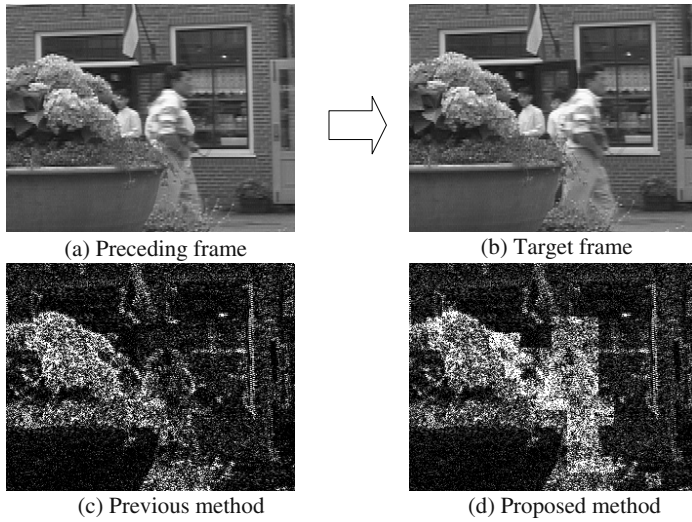 (a) Preceding frame
(b) Target frame
(c) Previous method
(d) Proposed method